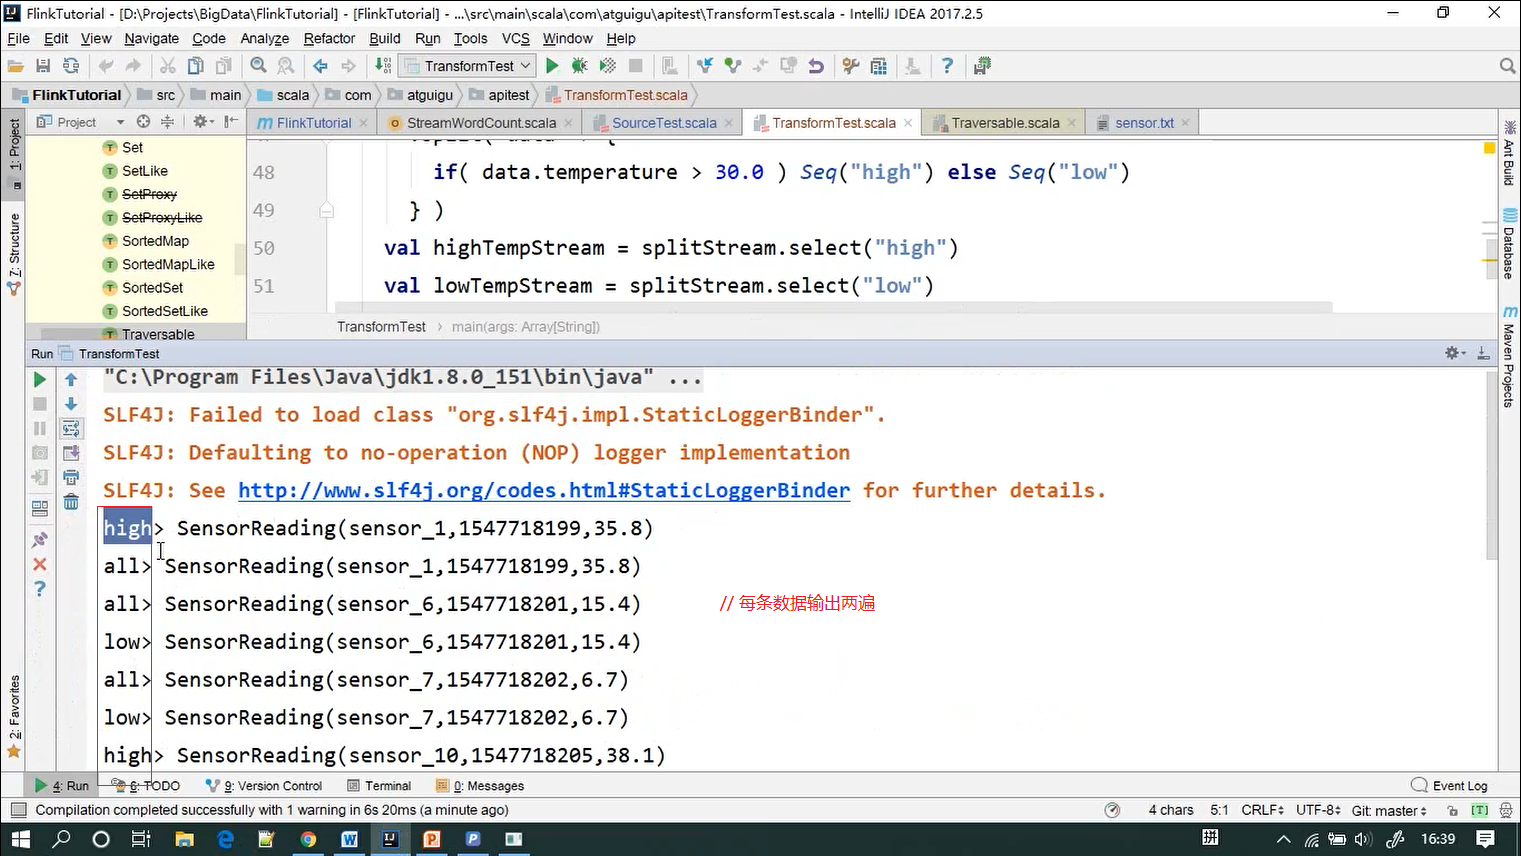 FlinkTutorial - [D:\Projects\BigData\FlinkTutorial] - [FlinkTutorial] - ...\src\main\scala\com\atguigu\apitest\TransformTest.scala - IntelliJ IDEA 2017.2.5
File Edit View Navigate Code Analyze Refactor Build Run Tools VCS Window Help
TransformTest
FlinkTutorial src main scala com atguigu apitest TransformTest.scala
Project FlinkTutorial StreamWordCount.scala SourceTest.scala TransformTest.scala Traversable.scala sensor.txt
1: Project
7: Structure
2: Favorites
Ant Build
Database
Maven Projects
Set
SetLike
SetProxy
SetProxyLike
SortedMap
SortedMapLike
SortedSet
SortedSetLike
Traversable
48 if( data.temperature > 30.0 ) Seq("high") else Seq("low")
49 } )
50 val highTempStream = splitStream.select("high")
51 val lowTempStream = splitStream.select("low")
TransformTest › main(args: Array[String])
Run TransformTest
"C:\Program Files\Java\jdk1.8.0_151\bin\java" ...
SLF4J: Failed to load class "org.slf4j.impl.StaticLoggerBinder".
SLF4J: Defaulting to no-operation (NOP) logger implementation
SLF4J: See http://www.slf4j.org/codes.html#StaticLoggerBinder for further details.
high> SensorReading(sensor_1,1547718199,35.8)
all> SensorReading(sensor_1,1547718199,35.8)
all> SensorReading(sensor_6,1547718201,15.4)
// 每条数据输出两遍
low> SensorReading(sensor_6,1547718201,15.4)
all> SensorReading(sensor_7,1547718202,6.7)
low> SensorReading(sensor_7,1547718202,6.7)
high> SensorReading(sensor_10,1547718205,38.1)
4: Run 6: TODO 9: Version Control Terminal 0: Messages Event Log
Compilation completed successfully with 1 warning in 6s 20ms (a minute ago) 4 chars 5:1 CRLF UTF-8 Git: master [T]
拼 16:39